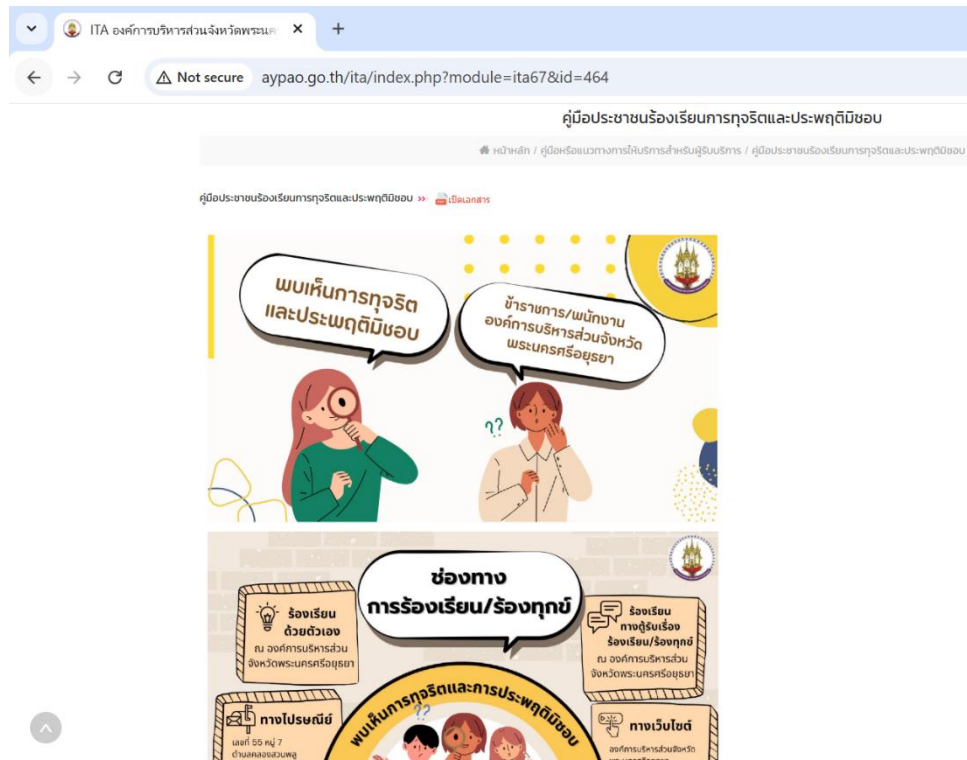 ITA องค์การบริหารส่วนจังหวัดพระนค
Not secure aypao.go.th/ita/index.php?module=ita67&id=464
คู่มือประชาชนร้องเรียนการทุจริตและประพฤติมิชอบ
หน้าหลัก / คู่มือหรือแนวทางการให้บริการสำหรับผู้รับบริการ / คู่มือประชาชนร้องเรียนการทุจริตและประพฤติมิชอบ
คู่มือประชาชนร้องเรียนการทุจริตและประพฤติมิชอบ >> เปิดเอกสาร
พบเห็นการทุจริต
และประพฤติมิชอบ
ข้าราชการ/พนักงาน
องค์การบริหารส่วนจังหวัด
พระนครศรีอยุธยา
??
ช่องทาง
การร้องเรียน/ร้องทุกข์
ร้องเรียน
ด้วยตัวเอง
ณ องค์การบริหารส่วน
จังหวัดพระนครศรีอยุธยา
ร้องเรียน
ทางตู้รับเรื่อง
ร้องเรียน/ร้องทุกข์
ณ องค์การบริหารส่วน
จังหวัดพระนครศรีอยุธยา
พบเห็นการทุจริตและการประพฤติมิชอบ
??
ทางไปรษณีย์
เลขที่ 55 หมู่ 7
ตำบลคลองสวนพลู
ทางเว็บไซต์
องค์การบริหารส่วนจังหวัด